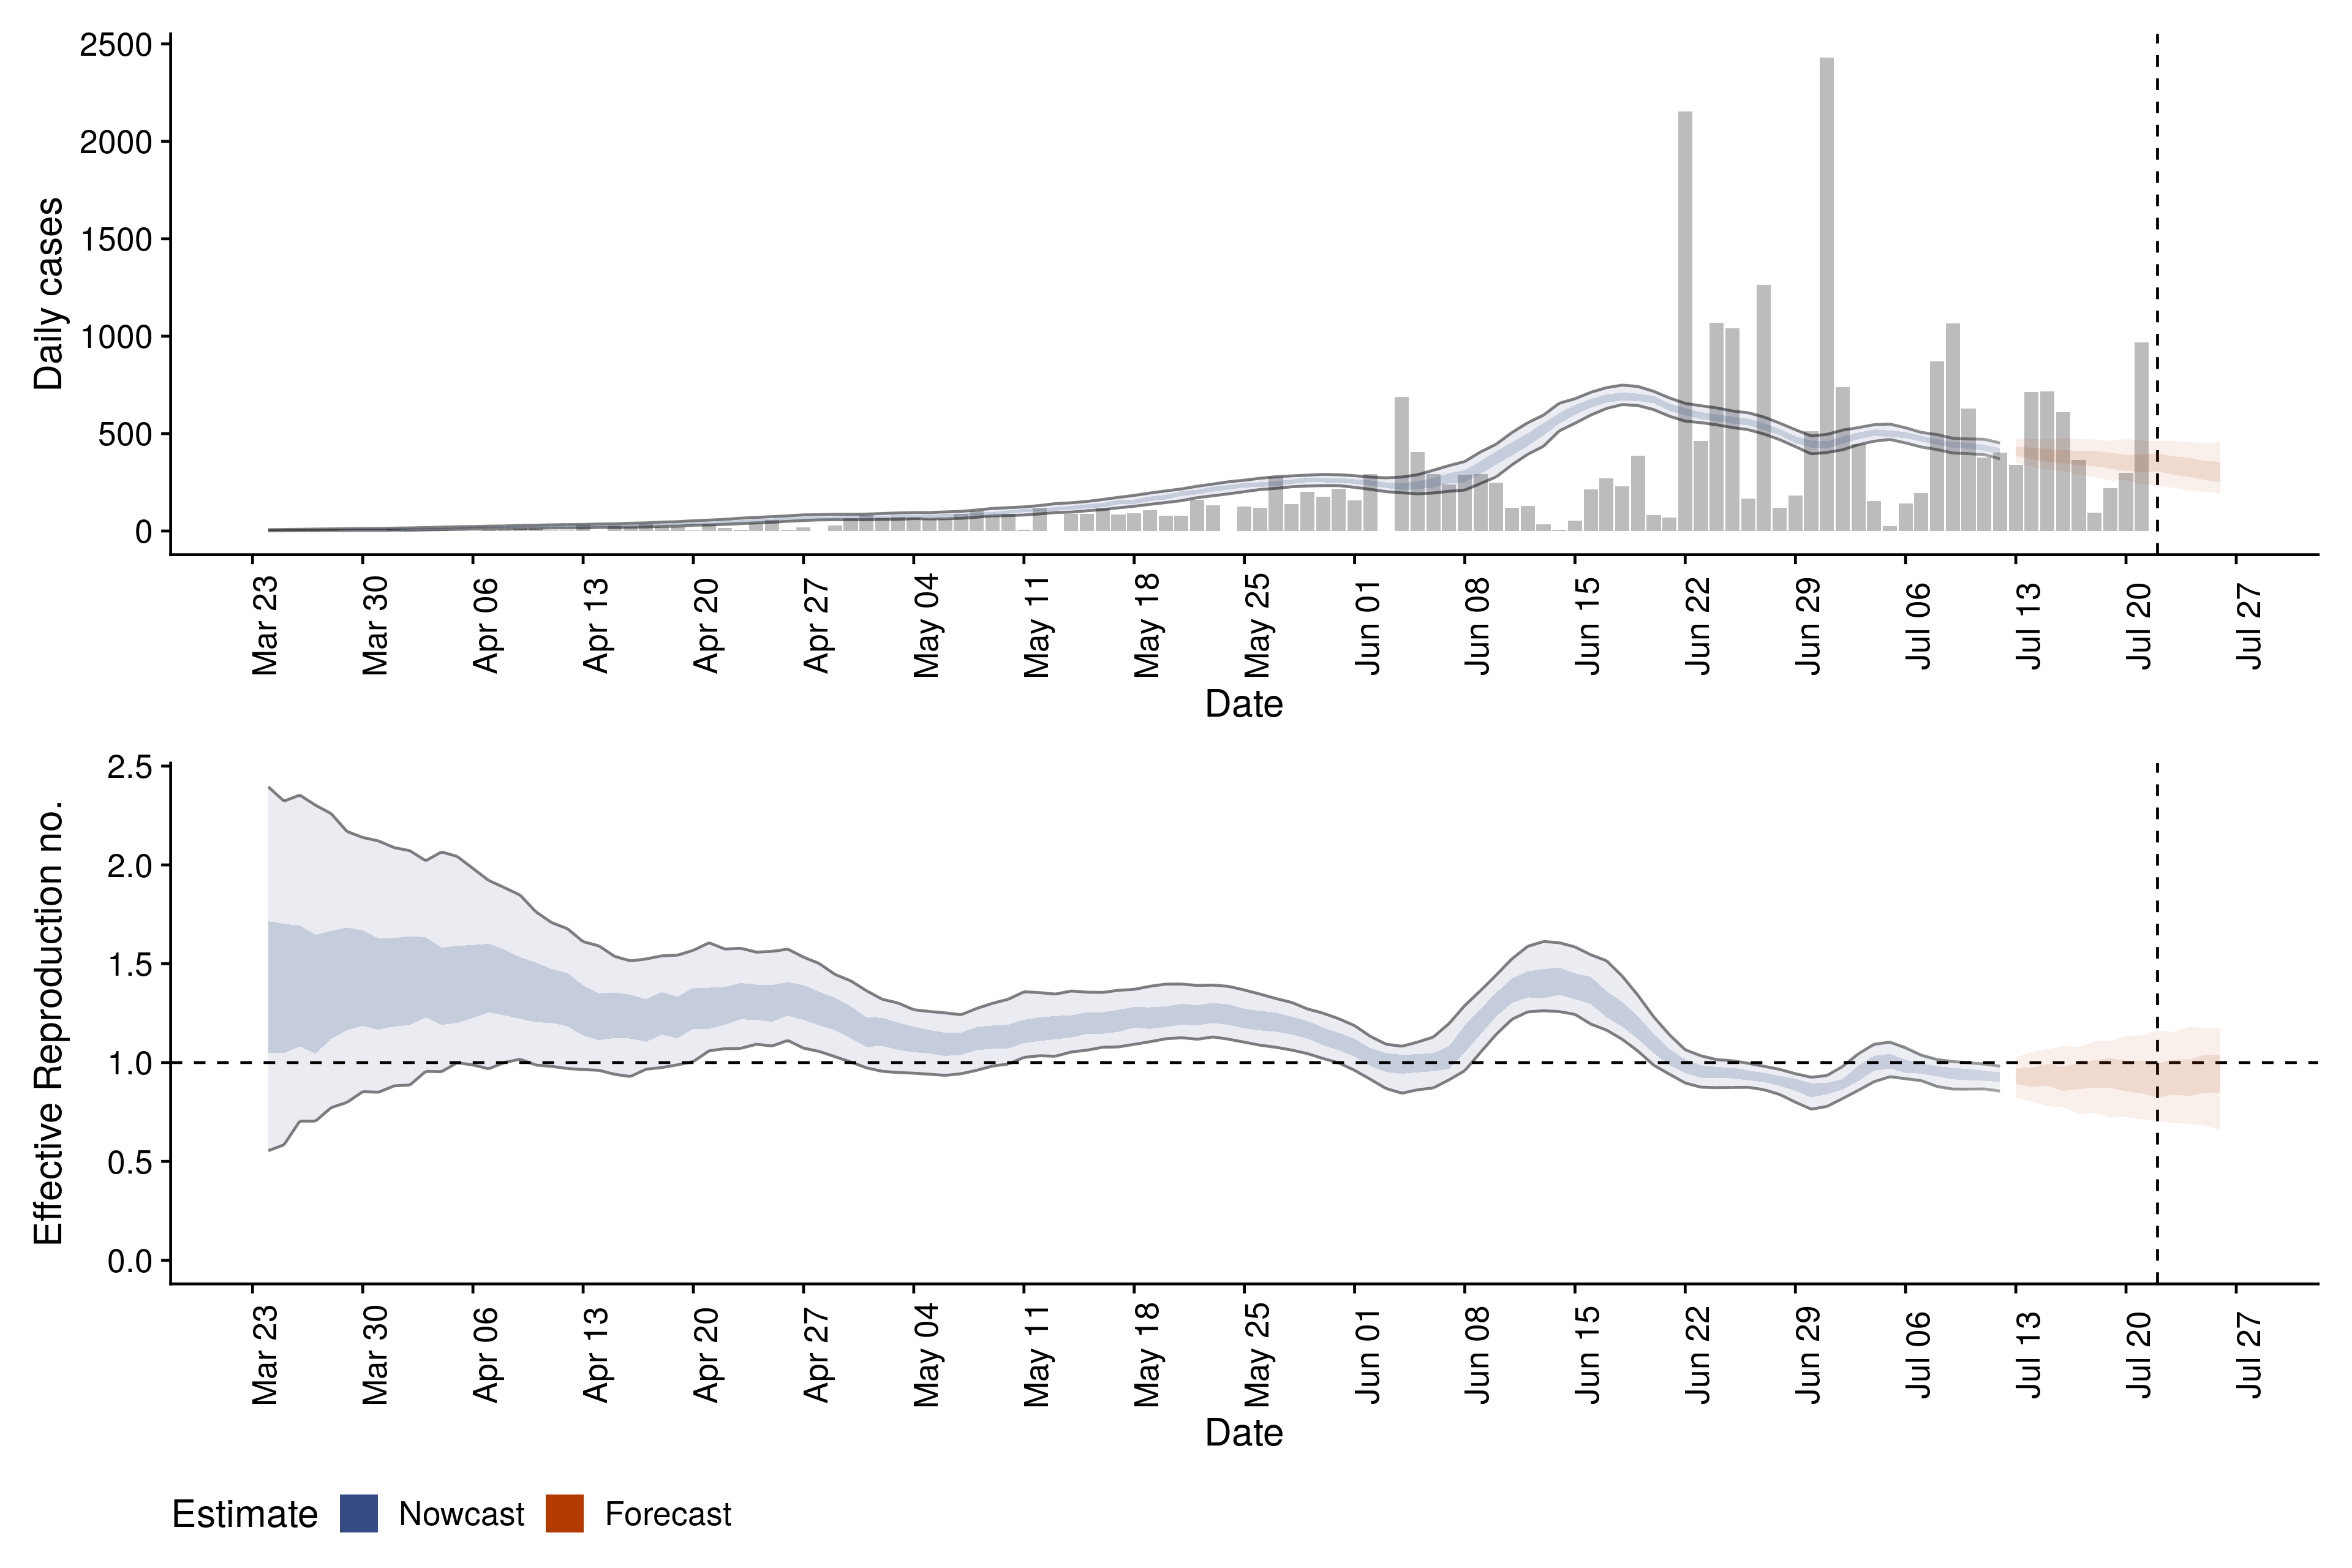 Daily cases
2500
2000
1500
1000
500
0
Mar 23
Mar 30
Apr 06
Apr 13
Apr 20
Apr 27
May 04
May 11
May 18
May 25
Jun 01
Jun 08
Jun 15
Jun 22
Jun 29
Jul 06
Jul 13
Jul 20
Jul 27
Date
Effective Reproduction no.
2.5
2.0
1.5
1.0
0.5
0.0
Mar 23
Mar 30
Apr 06
Apr 13
Apr 20
Apr 27
May 04
May 11
May 18
May 25
Jun 01
Jun 08
Jun 15
Jun 22
Jun 29
Jul 06
Jul 13
Jul 20
Jul 27
Date
Estimate Nowcast Forecast